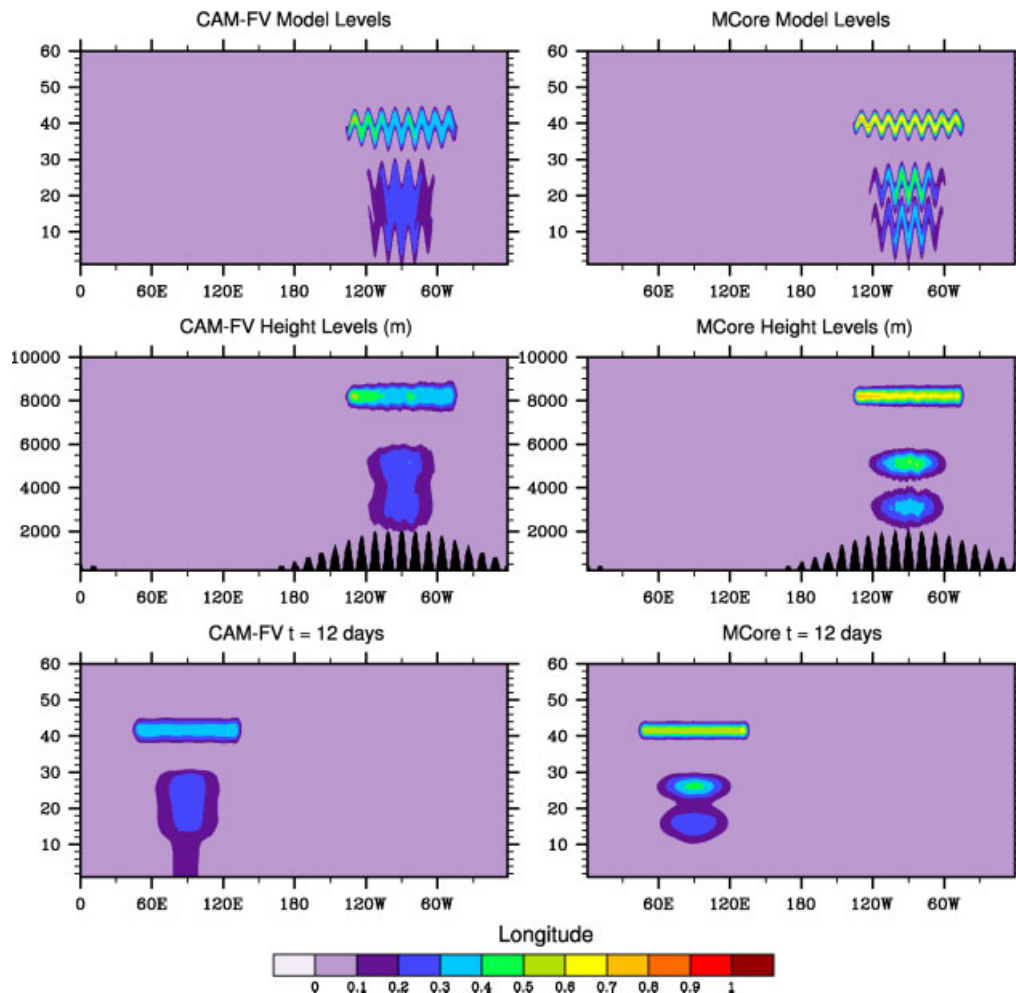 CAM-FV Model Levels MCore Model Levels
60 60
50 50
40 40
30 30
20 20
10 10
0 60E 120E 180 120W 60W 60E 120E 180 120W 60W
CAM-FV Height Levels (m) MCore Height Levels (m)
10000 10000
8000 8000
6000 6000
4000 4000
2000 2000
0 60E 120E 180 120W 60W 60E 120E 180 120W 60W
CAM-FV t = 12 days MCore t = 12 days
60 60
50 50
40 40
30 30
20 20
10 10
0 60E 120E 180 120W 60W 60E 120E 180 120W 60W
Longitude
0 0.1 0.2 0.3 0.4 0.5 0.6 0.7 0.8 0.9 1